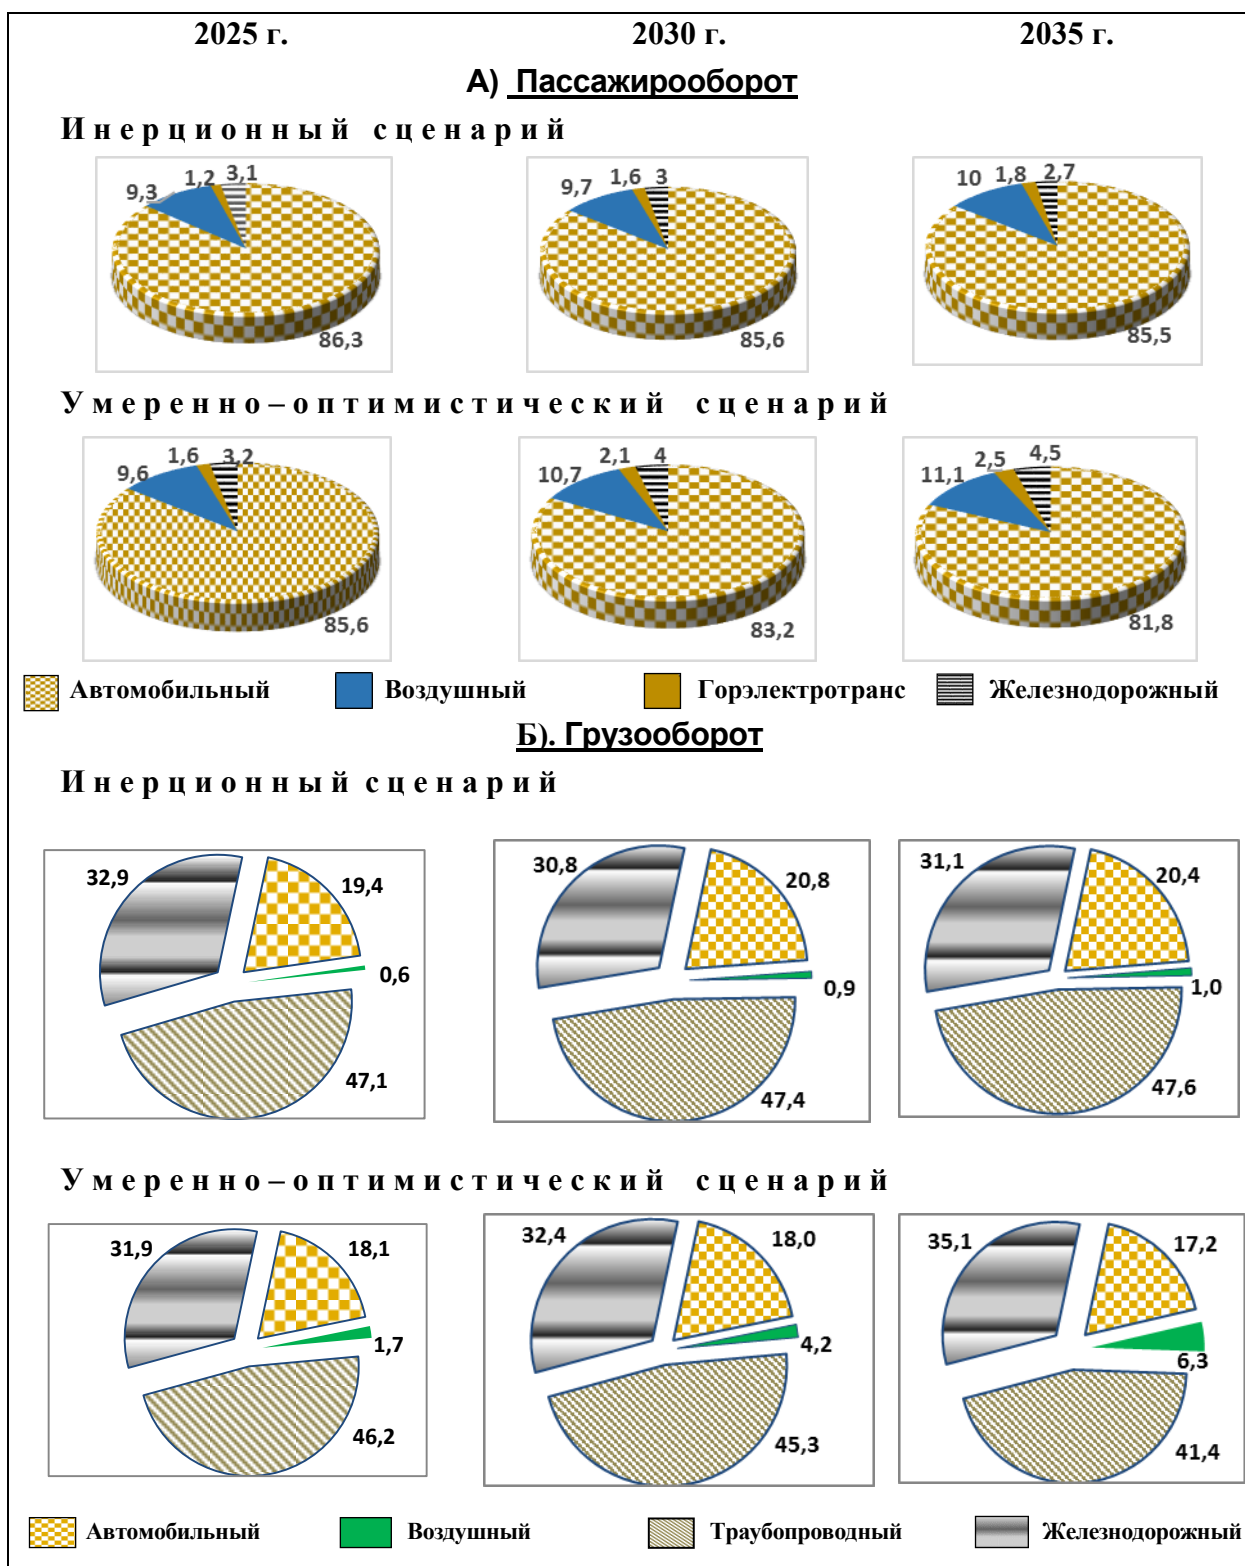 2025 г. 2030 г. 2035 г.
А) Пассажирооборот
Инерционный сценарий
9,3 1,2 3,1 86,3
9,7 1,6 3 85,6
10 1,8 2,7 85,5
Умеренно–оптимистический сценарий
9,6 1,6 3,2 85,6
10,7 2,1 4 83,2
11,1 2,5 4,5 81,8
Автомобильный Воздушный Горэлектротранс Железнодорожный
Б). Грузооборот
Инерционный сценарий
32,9 19,4 0,6 47,1
30,8 20,8 0,9 47,4
31,1 20,4 1,0 47,6
Умеренно–оптимистический сценарий
31,9 18,1 1,7 46,2
32,4 18,0 4,2 45,3
35,1 17,2 6,3 41,4
Автомобильный Воздушный Траубопроводный Железнодорожный